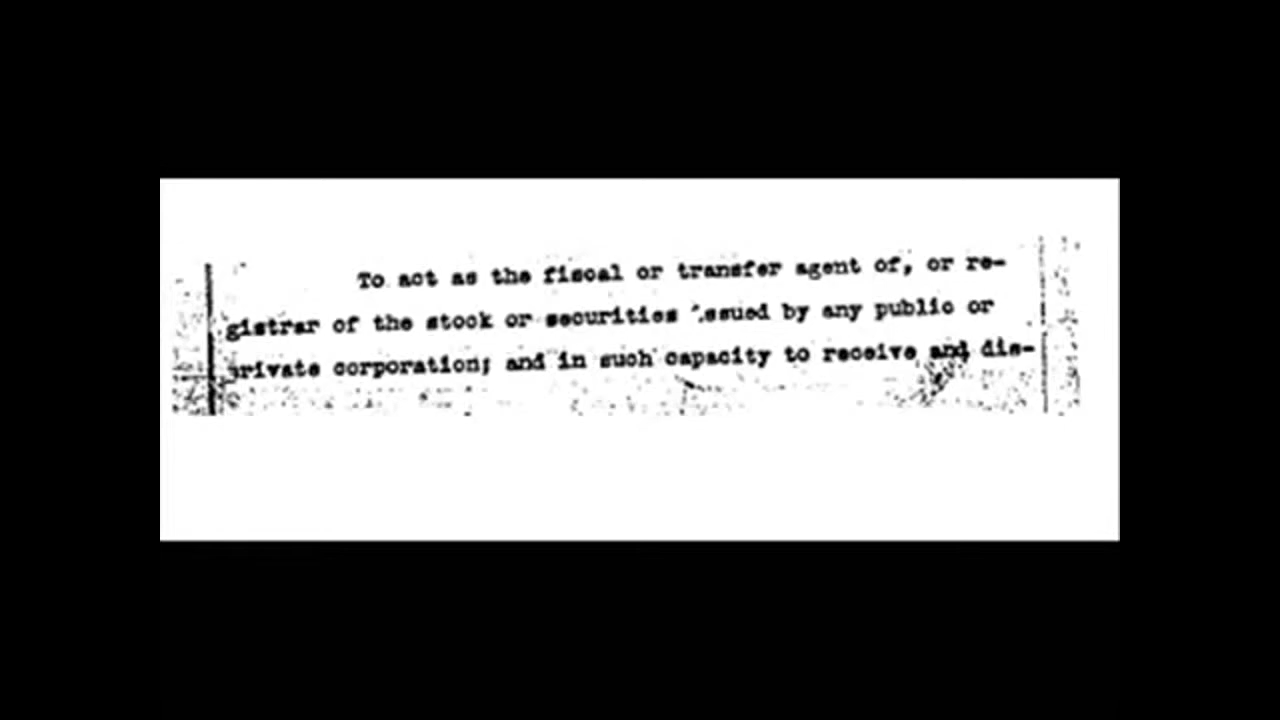 To act as the fiscal or transfer agent of, or re-
gistrar of the stock or securities issued by any public or
private corporation; and in such capacity to receive and dis-